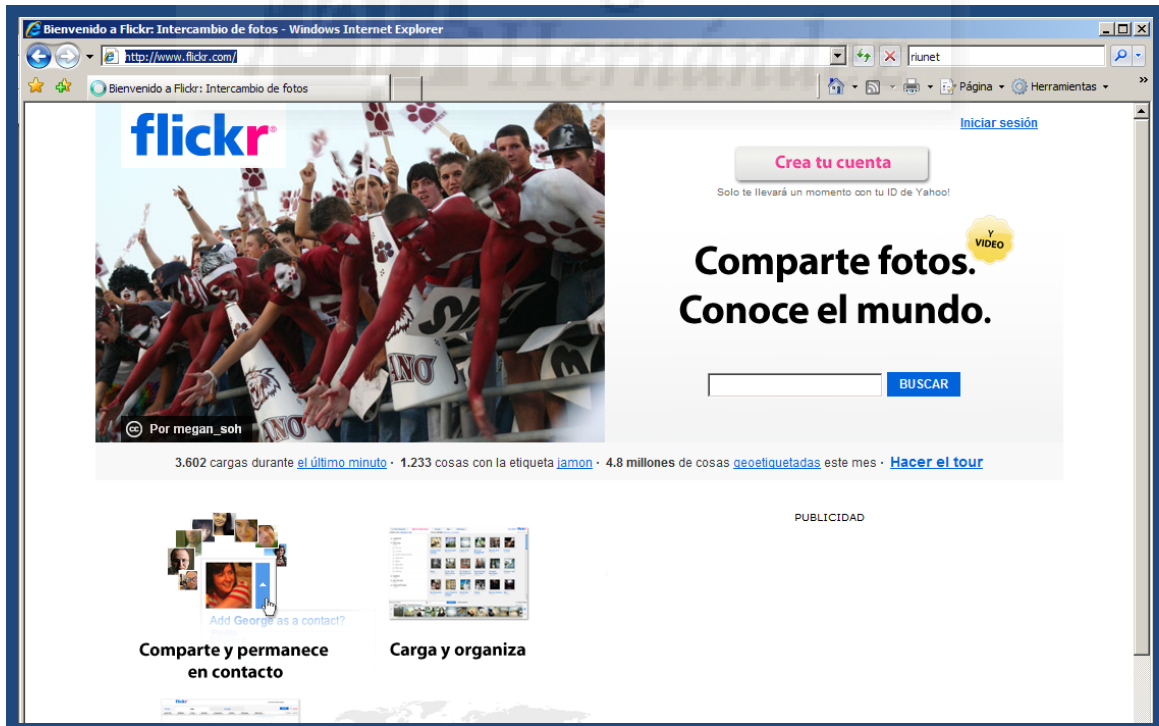 Hernández
Bienvenido a Flickr: Intercambio de fotos - Windows Internet Explorer
http://www.flickr.com/
riunet
Bienvenido a Flickr: Intercambio de fotos
Página
Herramientas
»
flickr
Iniciar sesión
Crea tu cuenta
Solo te llevará un momento con tu ID de Yahoo!
Y
VIDEO
Comparte fotos.
Conoce el mundo.
BUSCAR
ANO
cc Por megan_soh
3.602 cargas durante el último minuto · 1.233 cosas con la etiqueta jamon · 4.8 millones de cosas geoetiquetadas este mes · Hacer el tour
PUBLICIDAD
Add George as a contact?
Comparte y permanece
en contacto
Carga y organiza
flickr